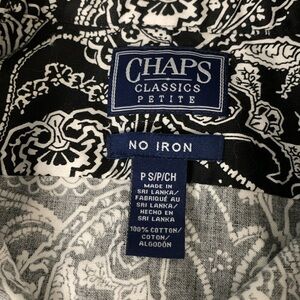 CHAPS
CLASSICS
PETITE
NO IRON
P S/P/CH
MADE IN
SRI LANKA/
FABRIQUÉ AU
SRI LANKA/
HECHO EN
SRI LANKA
100% COTTON/
COTON/
ALGODÓN